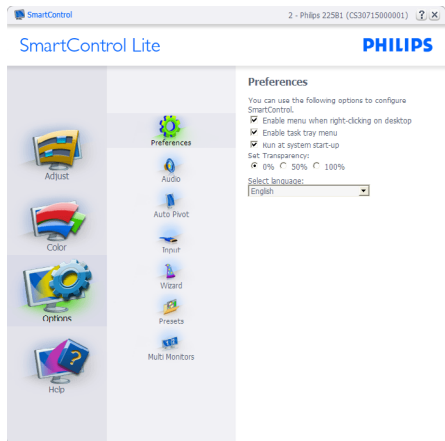 SmartControl
2 - Philips 225B1 (CS30715000001)
SmartControl Lite
PHILIPS
Adjust
Color
Options
Help
Preferences
Audio
Auto Pivot
Input
Wizard
Presets
Multi Monitors
Preferences
You can use the following options to configure
SmartControl.
Enable menu when right-clicking on desktop
Enable task tray menu
Run at system start-up
Set Transparency:
0% 50% 100%
Select language:
English